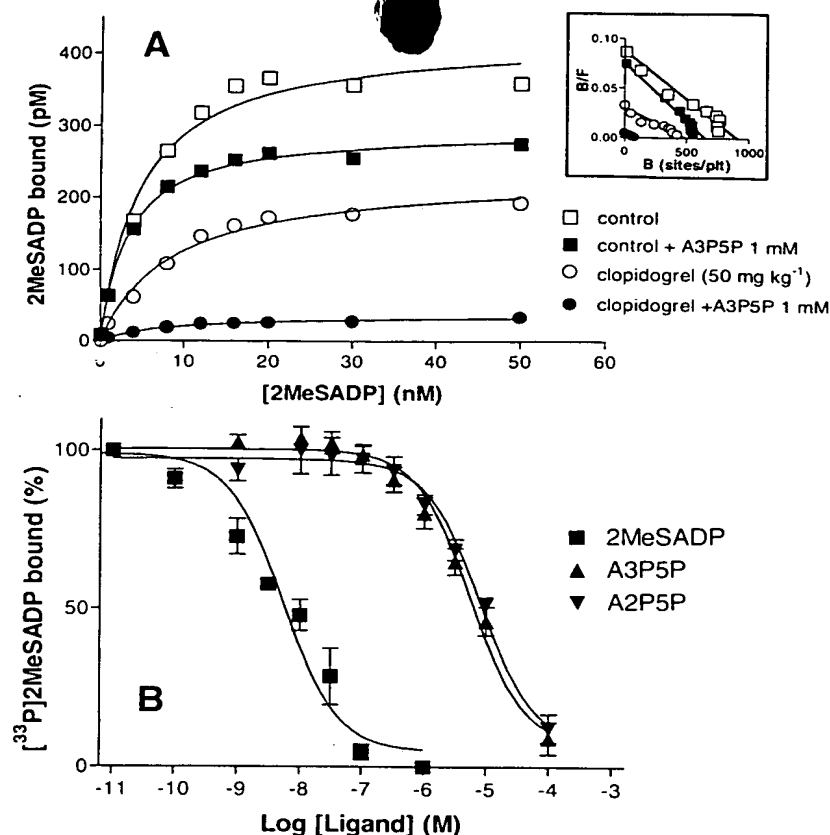 A
2MeSADP bound (pM)
400
300
200
100
0
10
20
30
40
50
60
[2MeSADP] (nM)
B/F
0.10
0.05
0.00
0
500
1000
B (sites/plt)
control
control + A3P5P 1 mM
clopidogrel (50 mg kg⁻¹)
clopidogrel +A3P5P 1 mM
B
[³³P]2MeSADP bound (%)
100
50
0
-11
-10
-9
-8
-7
-6
-5
-4
-3
Log [Ligand] (M)
2MeSADP
A3P5P
A2P5P